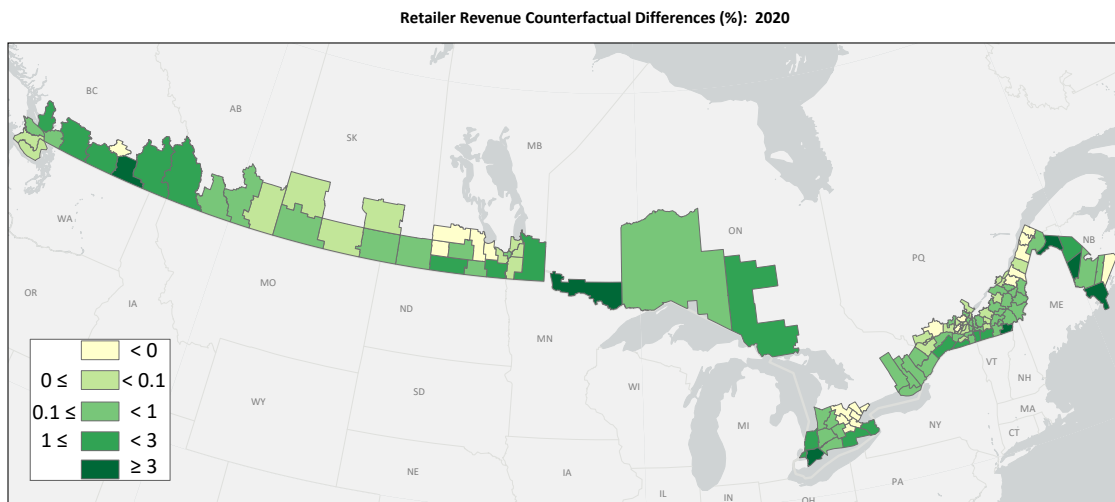 Retailer Revenue Counterfactual Differences (%): 2020
BC
AB
SK
MB
ON
PQ
NB
WA
OR
IA
MO
ND
MN
WI
MI
ME
VT
NH
MA
CT
NY
PA
SD
WY
NE
IA
IL
IN
OH
< 0
0 ≤ < 0.1
0.1 ≤ < 1
1 ≤ < 3
≥ 3